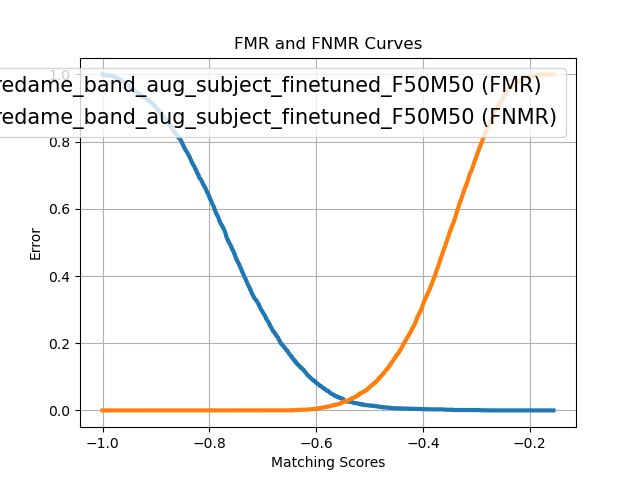 FMR and FNMR Curves
redame_band_aug_subject_finetuned_F50M50 (FMR)
redame_band_aug_subject_finetuned_F50M50 (FNMR)
1.0
0.8
0.6
0.4
0.2
0.0
Error
−1.0 −0.8 −0.6 −0.4 −0.2
Matching Scores